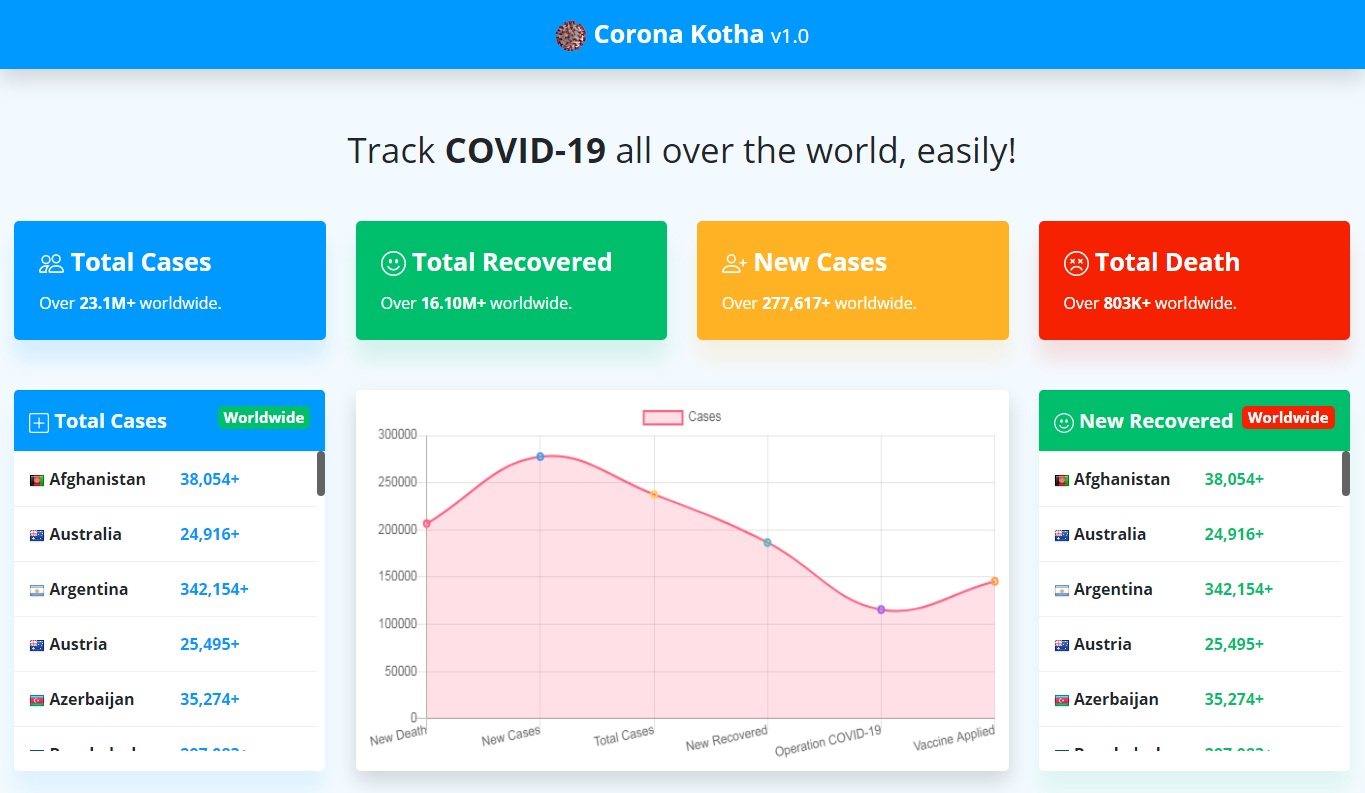 Corona Kotha v1.0
Track COVID-19 all over the world, easily!
Total Cases
Over 23.1M+ worldwide.
Total Recovered
Over 16.10M+ worldwide.
New Cases
Over 277,617+ worldwide.
Total Death
Over 803K+ worldwide.
Total Cases Worldwide
Afghanistan 38,054+
Australia 24,916+
Argentina 342,154+
Austria 25,495+
Azerbaijan 35,274+
Cases
300000
250000
200000
150000
100000
50000
0
New Death
New Cases
Total Cases
New Recovered
Operation COVID-19
Vaccine Applied
New Recovered Worldwide
Afghanistan 38,054+
Australia 24,916+
Argentina 342,154+
Austria 25,495+
Azerbaijan 35,274+